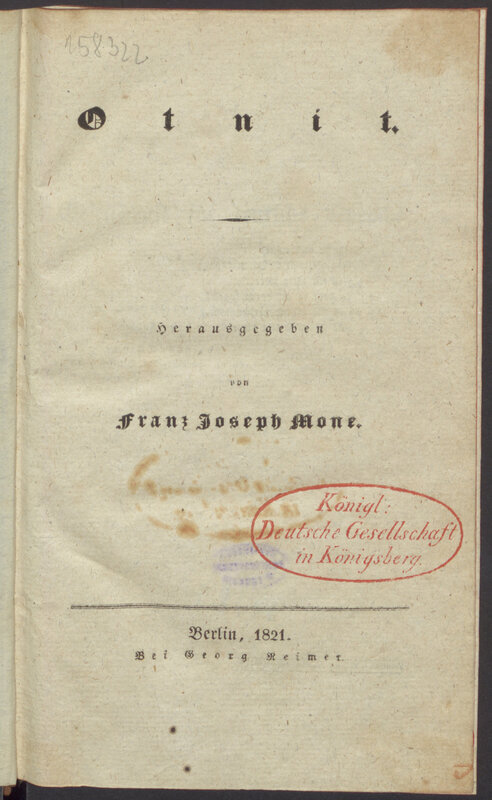 158322
Otnit.
Herausgegeben
von
Franz Joseph Mone.
Königl:
Deutsche Gesellschaft
in Königsberg.
Berlin, 1821.
Bei Georg Reimer.